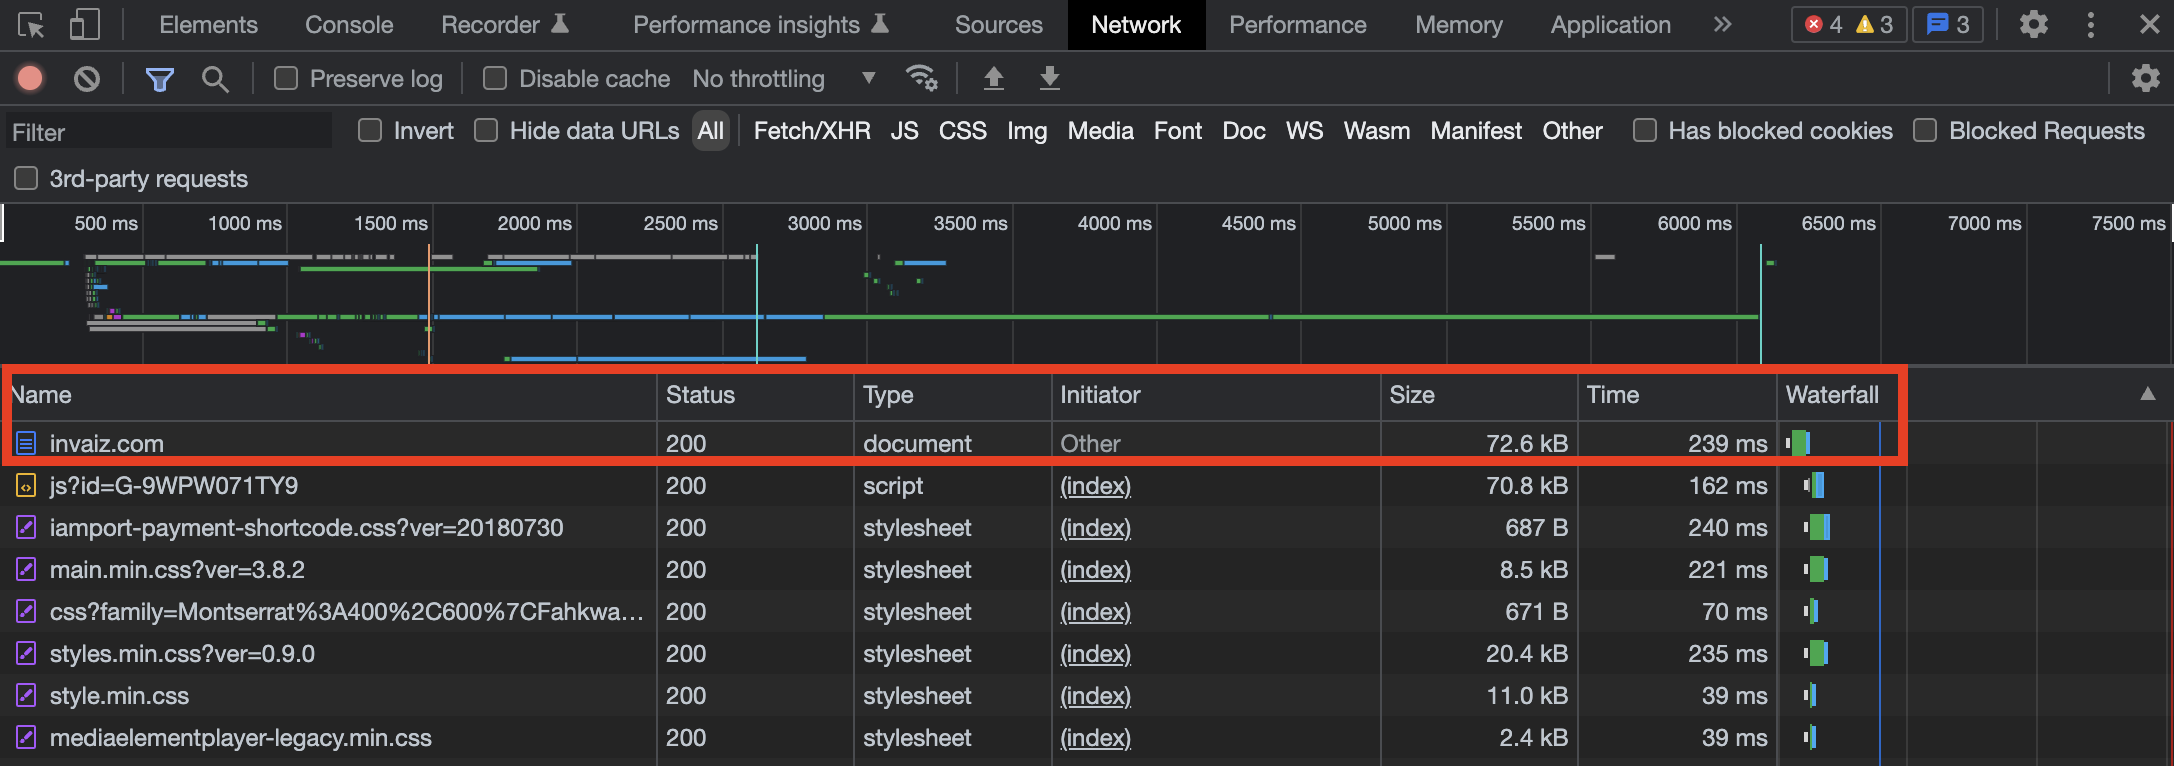 Elements Console Recorder Performance insights Sources Network Performance Memory Application 4 3 3
Preserve log Disable cache No throttling
Filter Invert Hide data URLs All Fetch/XHR JS CSS Img Media Font Doc WS Wasm Manifest Other Has blocked cookies Blocked Requests
3rd-party requests
500 ms 1000 ms 1500 ms 2000 ms 2500 ms 3000 ms 3500 ms 4000 ms 4500 ms 5000 ms 5500 ms 6000 ms 6500 ms 7000 ms 7500 ms
Name Status Type Initiator Size Time Waterfall
invaiz.com 200 document Other 72.6 kB 239 ms
js?id=G-9WPW071TY9 200 script (index) 70.8 kB 162 ms
iamport-payment-shortcode.css?ver=20180730 200 stylesheet (index) 687 B 240 ms
main.min.css?ver=3.8.2 200 stylesheet (index) 8.5 kB 221 ms
css?family=Montserrat%3A400%2C600%7CFahkwa… 200 stylesheet (index) 671 B 70 ms
styles.min.css?ver=0.9.0 200 stylesheet (index) 20.4 kB 235 ms
style.min.css 200 stylesheet (index) 11.0 kB 39 ms
mediaelementplayer-legacy.min.css 200 stylesheet (index) 2.4 kB 39 ms